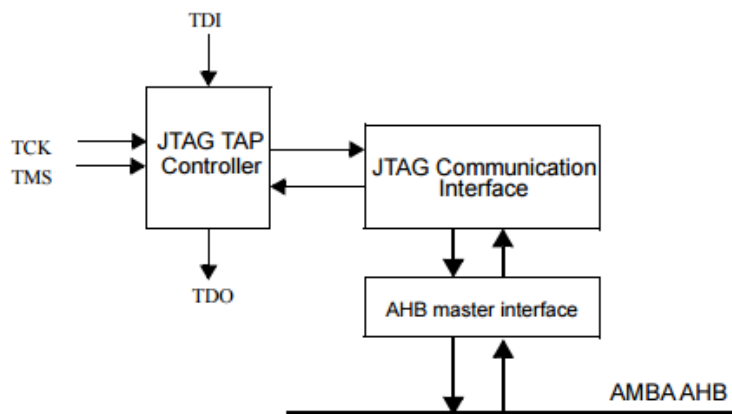 TDI
JTAG TAP
Controller
TCK
TMS
JTAG Communication
Interface
TDO
AHB master interface
AMBA AHB